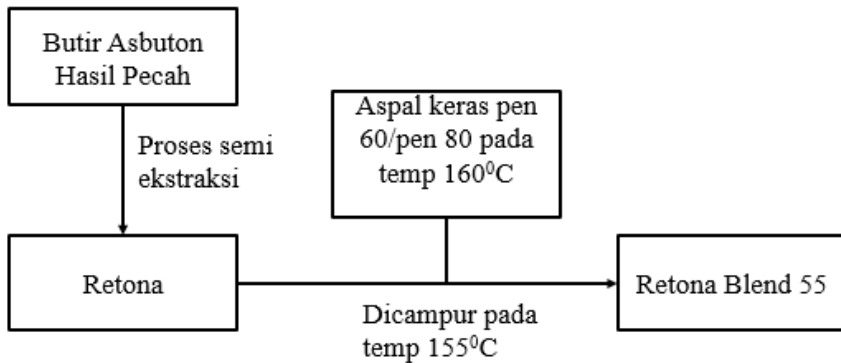 Butir Asbuton
Hasil Pecah
Proses semi
ekstraksi
Aspal keras pen
60/pen 80 pada
temp 160⁰C
Retona
Dicampur pada
temp 155⁰C
Retona Blend 55